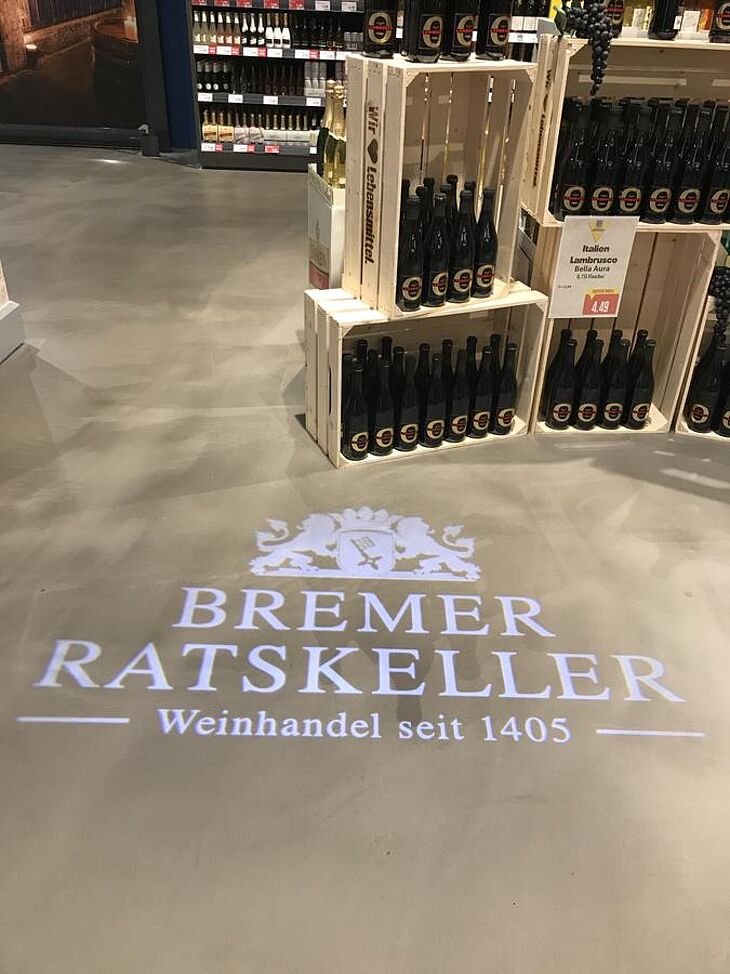 Wir ♥ Lebensmittel.
Italien
Lambrusco
Bella Aura
4.49
BREMER
RATSKELLER
Weinhandel seit 1405